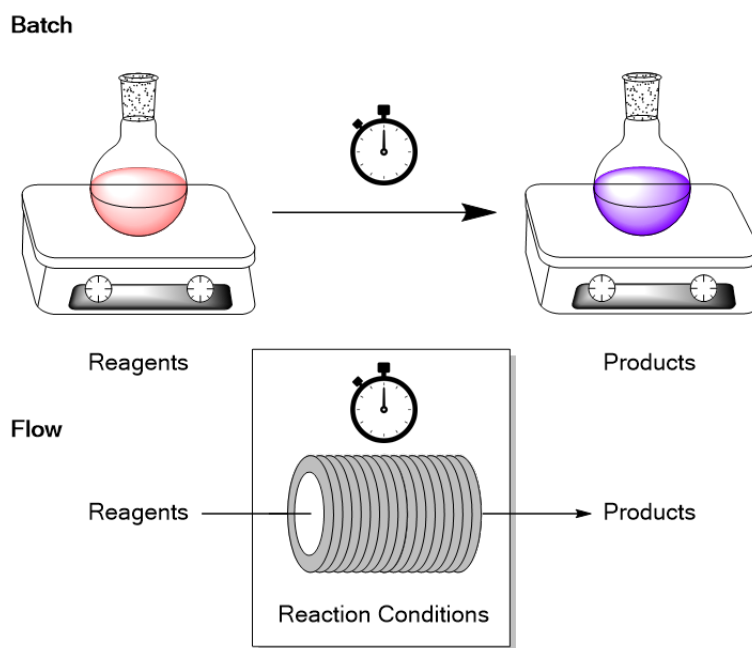 Batch
Reagents
Products
Flow
Reagents
Products
Reaction Conditions